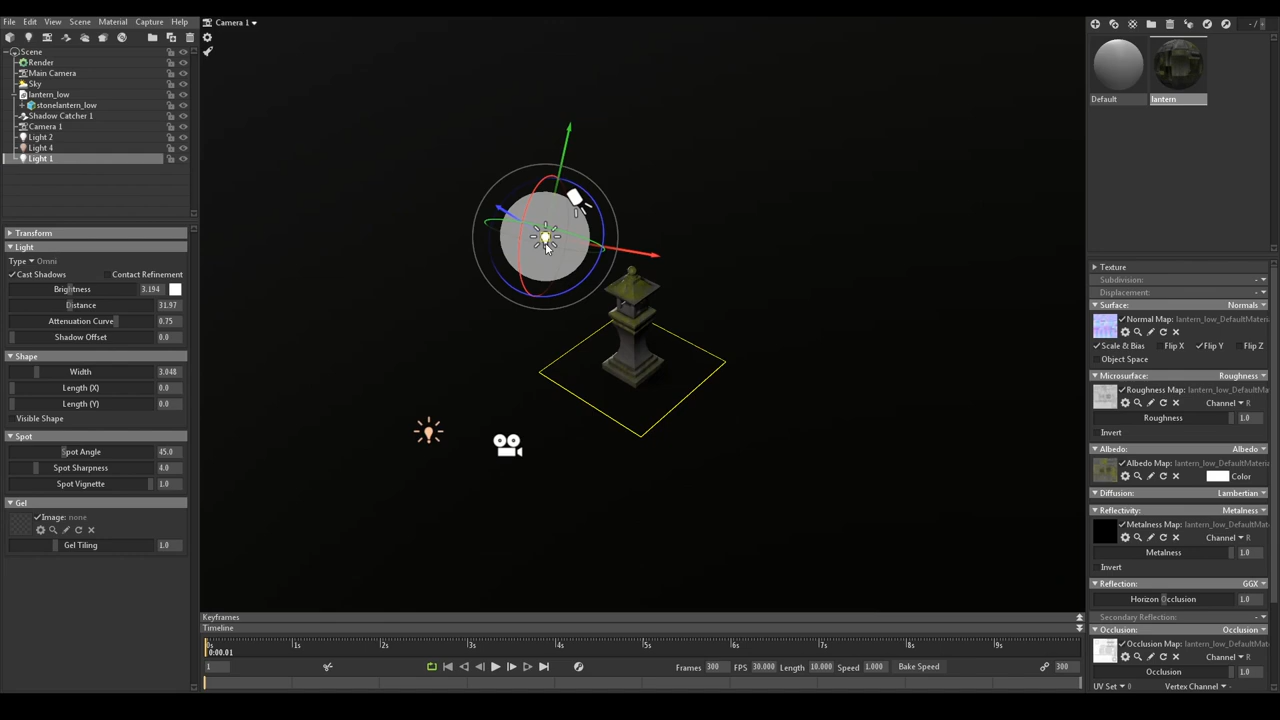 File Edit View Scene Material Capture Help
Scene
Render
Main Camera
Sky
lantern_low
stonelantern_low
Shadow Catcher 1
Camera 1
Light 2
Light 4
Light 1
Transform
Light
Type Omni
Cast Shadows Contact Refinement
Brightness 3.194
Distance 31.97
Attenuation Curve 0.75
Shadow Offset 0.0
Shape
Width 3.048
Length (X) 0.0
Length (Y) 0.0
Visible Shape
Spot
Spot Angle 45.0
Spot Sharpness 4.0
Spot Vignette 1.0
Gel
Image: none
Gel Tiling 1.0
Camera 1
Keyframes
Timeline
0s 1s 2s 3s 4s 5s 6s 7s 8s 9s
0:00.01
1 Frames 300 FPS 30.000 Length 10.000 Speed 1.000 Bake Speed 300
- / -
Default lantern
Texture
Subdivision: -
Displacement: -
Surface: Normals
Normal Map: lantern_low_DefaultMateri
Scale & Bias Flip X Flip Y Flip Z
Object Space
Microsurface: Roughness
Roughness Map: lantern_low_DefaultMa
Channel R
Roughness 1.0
Invert
Albedo: Albedo
Albedo Map: lantern_low_DefaultMateri
Color
Diffusion: Lambertian
Reflectivity: Metalness
Metalness Map: lantern_low_DefaultMa
Channel R
Metalness 1.0
Invert
Reflection: GGX
Horizon Occlusion 1.0
Secondary Reflection: -
Occlusion: Occlusion
Occlusion Map: lantern_low_DefaultMa
Channel R
Occlusion 1.0
UV Set 0 Vertex Channel -